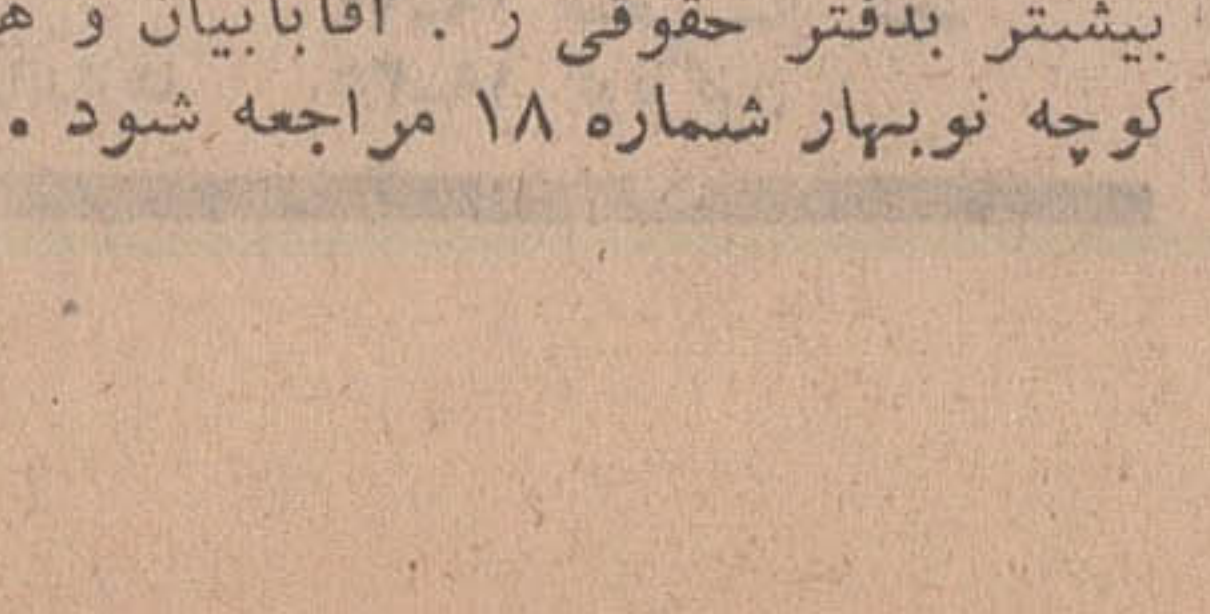 بیشتر بدفتر حقوقی ر . آقابابیان و
کوچه نوبهار شماره ۱۸ مراجعه شود .